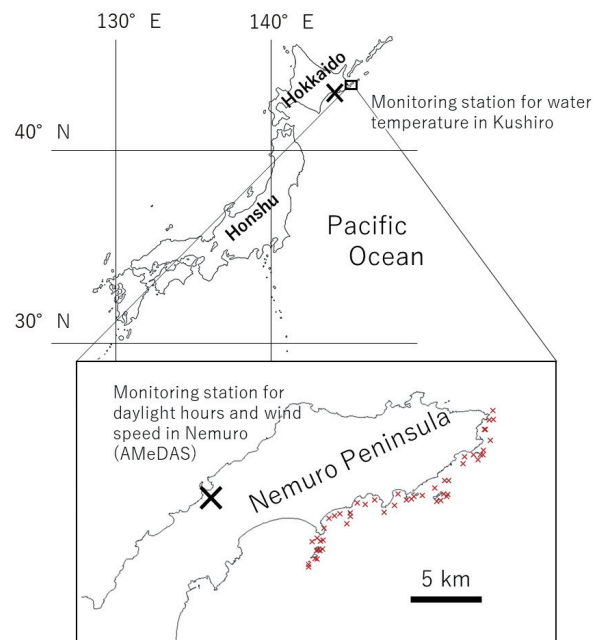 130° E
140° E
Hokkaido
Monitoring station for water
temperature in Kushiro
40° N
Honshu
Pacific
Ocean
30° N
Monitoring station for
daylight hours and wind
speed in Nemuro
(AMeDAS)
Nemuro Peninsula
5 km